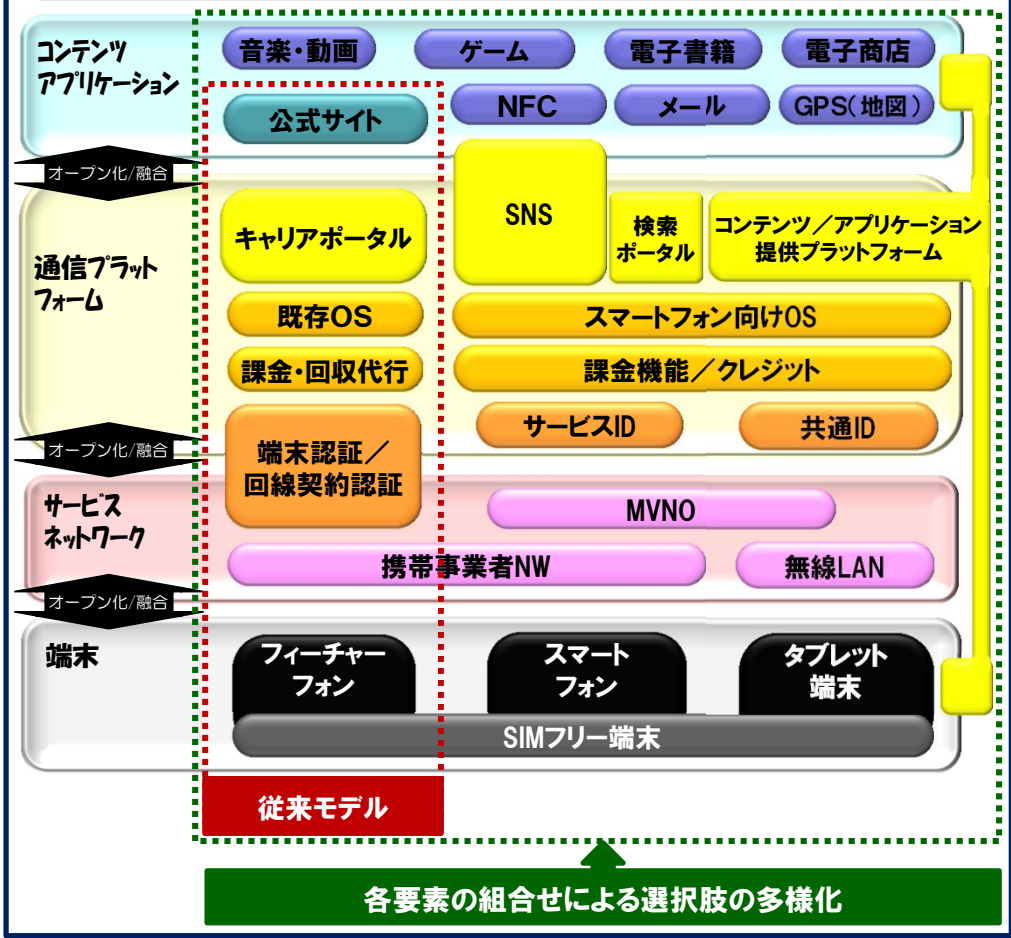 コンテンツ
アプリケーション
音楽・動画
ゲーム
電子書籍
電子商店
公式サイト
NFC
メール
GPS(地図)
オープン化/融合
通信プラット
フォーム
キャリアポータル
SNS
検索
ポータル
コンテンツ／アプリケーション
提供プラットフォーム
既存OS
スマートフォン向けOS
課金・回収代行
課金機能／クレジット
サービスID
共通ID
オープン化/融合
端末認証／
回線契約認証
サービス
ネットワーク
MVNO
携帯事業者NW
無線LAN
オープン化/融合
端末
フィーチャー
フォン
スマート
フォン
タブレット
端末
SIMフリー端末
従来モデル
各要素の組合せによる選択肢の多様化